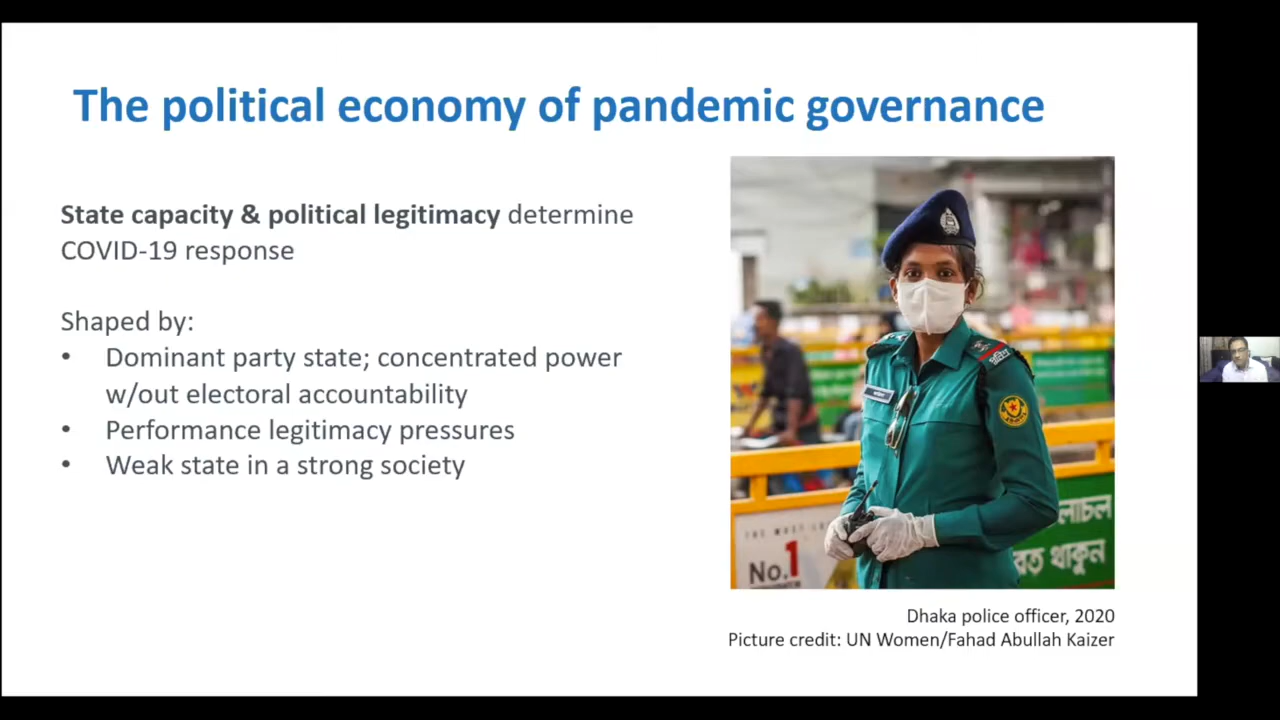 The political economy of pandemic governance
State capacity & political legitimacy determine
COVID-19 response
Shaped by:
• Dominant party state; concentrated power
w/out electoral accountability
• Performance legitimacy pressures
• Weak state in a strong society
No.1
থাকুন
Dhaka police officer, 2020
Picture credit: UN Women/Fahad Abullah Kaizer